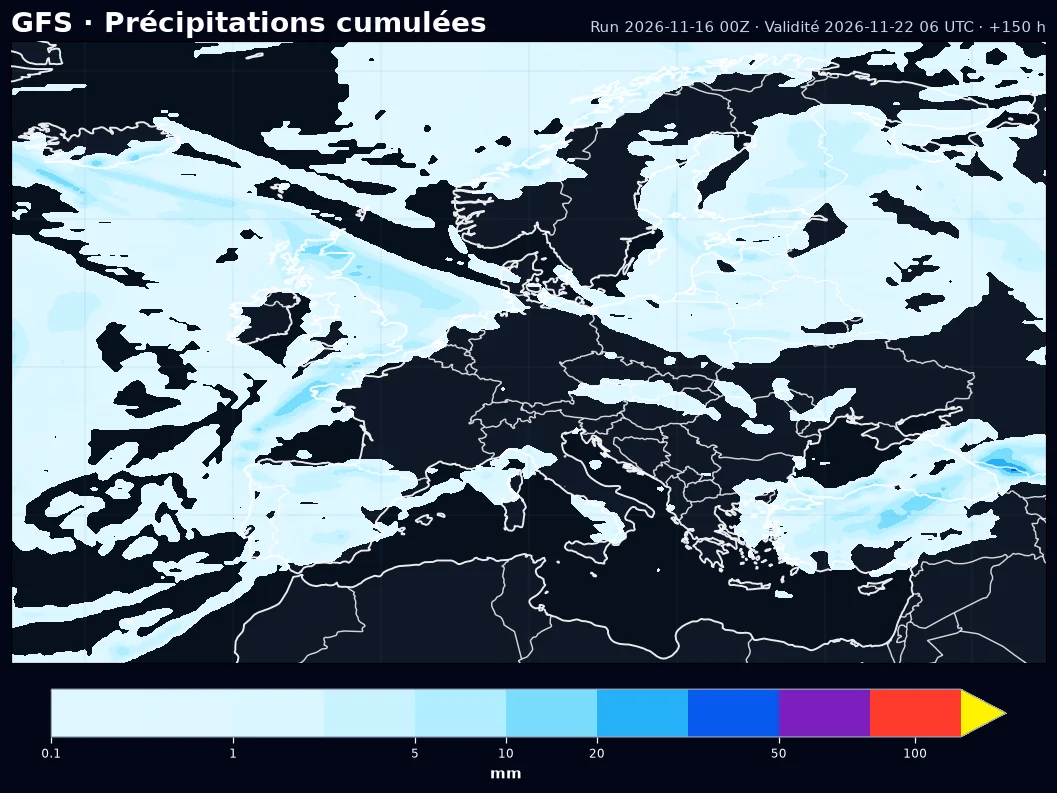 GFS · Précipitations cumulées
Run 2026-11-16 00Z · Validité 2026-11-22 06 UTC · +150 h
0.1 1 5 10 20 50 100
mm